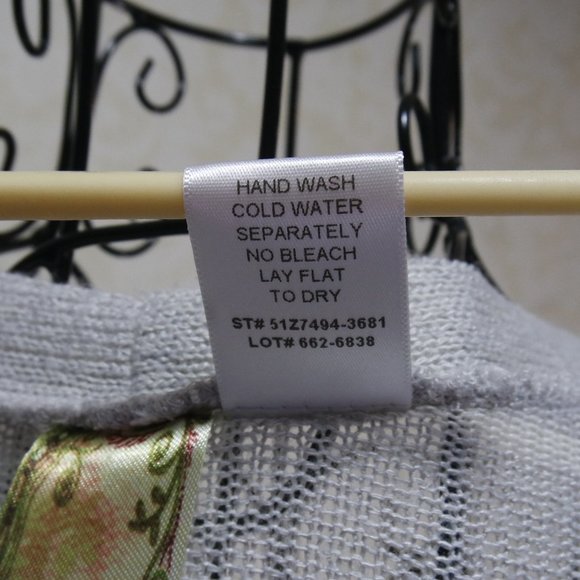 HAND WASH
COLD WATER
SEPARATELY
NO BLEACH
LAY FLAT
TO DRY
ST# 51Z7494-3681
LOT# 662-6838